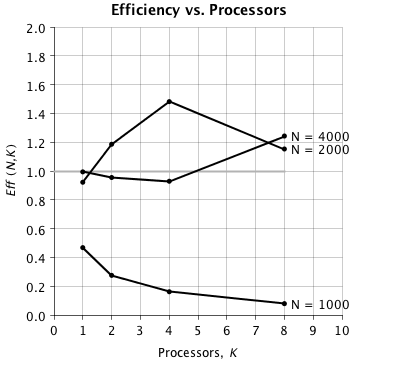 Efficiency vs. Processors
2.0
1.8
1.6
1.4
1.2
1.0
0.8
0.6
0.4
0.2
0.0
Eff (N,K)
N = 4000
N = 2000
N = 1000
0 1 2 3 4 5 6 7 8 9 10
Processors, K